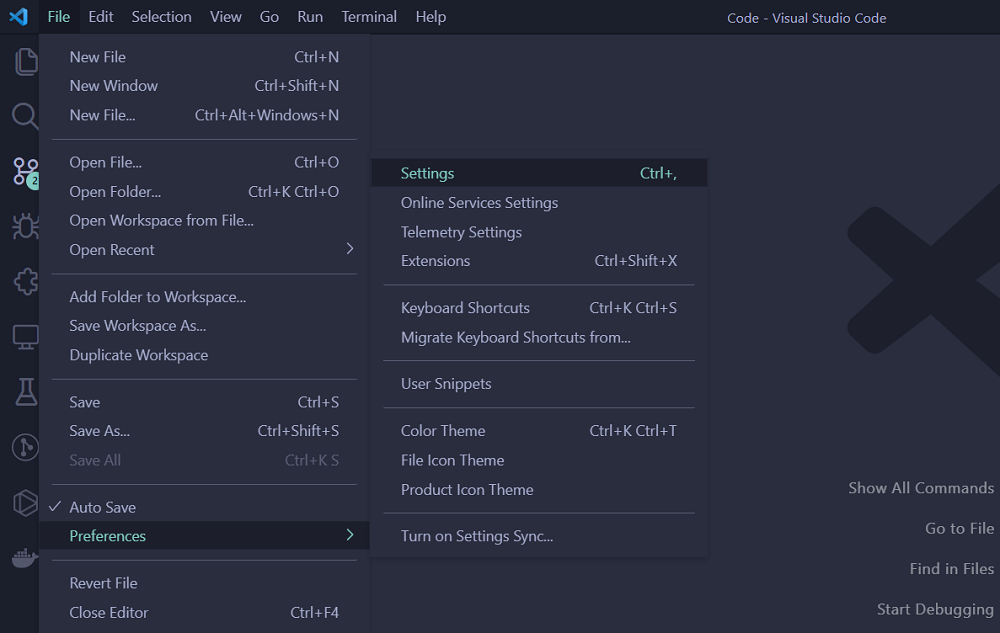 File Edit Selection View Go Run Terminal Help Code - Visual Studio Code
New File Ctrl+N
New Window Ctrl+Shift+N
New File... Ctrl+Alt+Windows+N
Open File... Ctrl+O
Open Folder... Ctrl+K Ctrl+O
Open Workspace from File...
Open Recent
Add Folder to Workspace...
Save Workspace As...
Duplicate Workspace
Save Ctrl+S
Save As... Ctrl+Shift+S
Save All Ctrl+K S
Auto Save
Preferences
Revert File
Close Editor Ctrl+F4
2
Settings Ctrl+,
Online Services Settings
Telemetry Settings
Extensions Ctrl+Shift+X
Keyboard Shortcuts Ctrl+K Ctrl+S
Migrate Keyboard Shortcuts from...
User Snippets
Color Theme Ctrl+K Ctrl+T
File Icon Theme
Product Icon Theme
Turn on Settings Sync...
Show All Commands
Go to File
Find in Files
Start Debugging